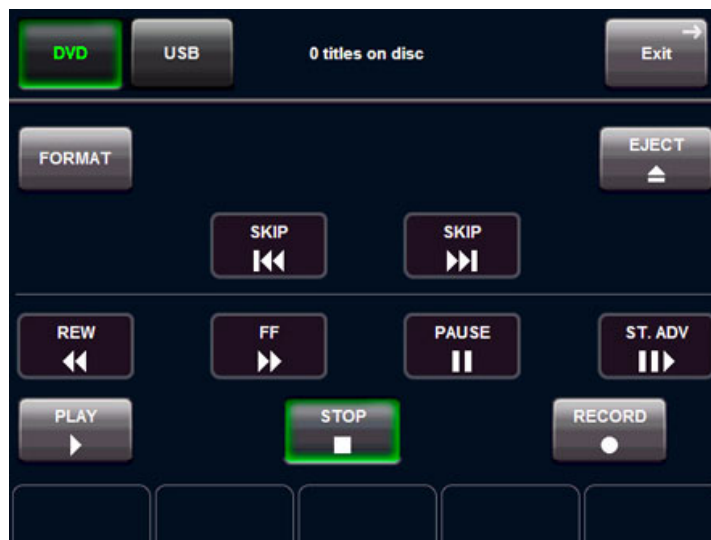 DVD
USB
0 titles on disc
Exit
FORMAT
EJECT
SKIP
SKIP
REW
FF
PAUSE
ST. ADV
PLAY
STOP
RECORD